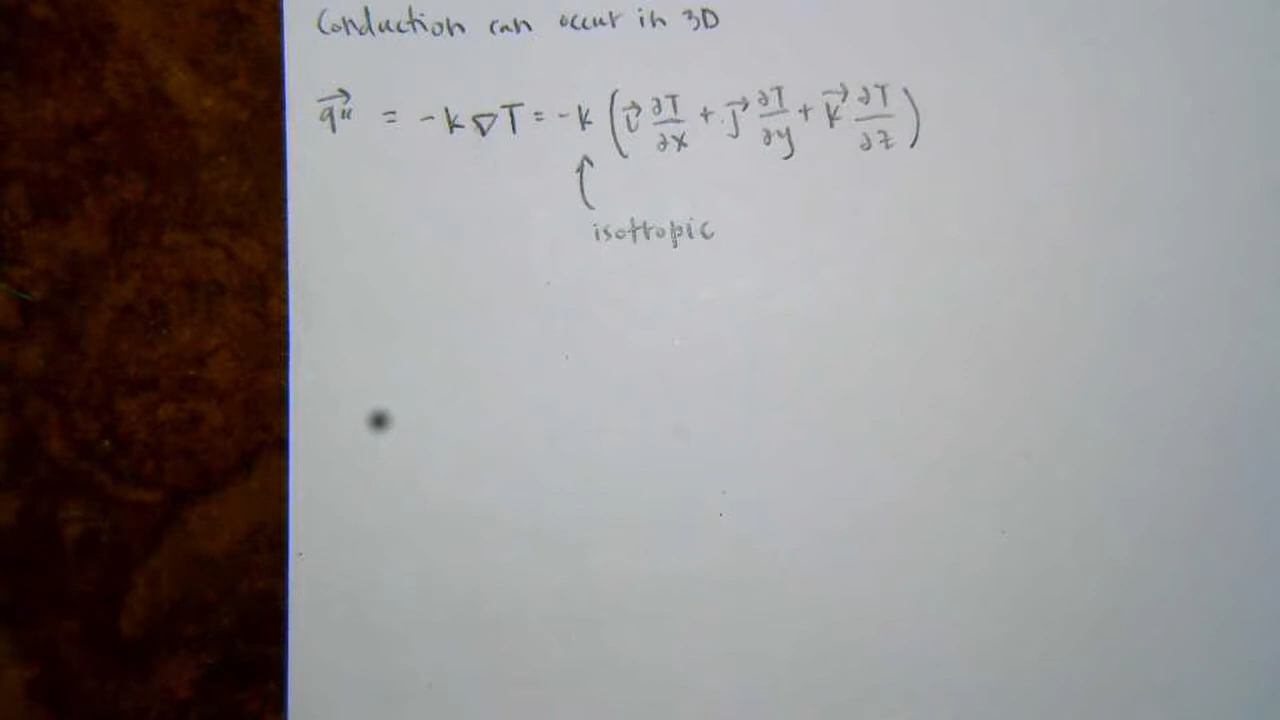 Conduction can occur in 3D
q⃗" = -k∇T = -k (i⃗ ∂T/∂x + j⃗ ∂T/∂y + k⃗ ∂T/∂z)
isotropic